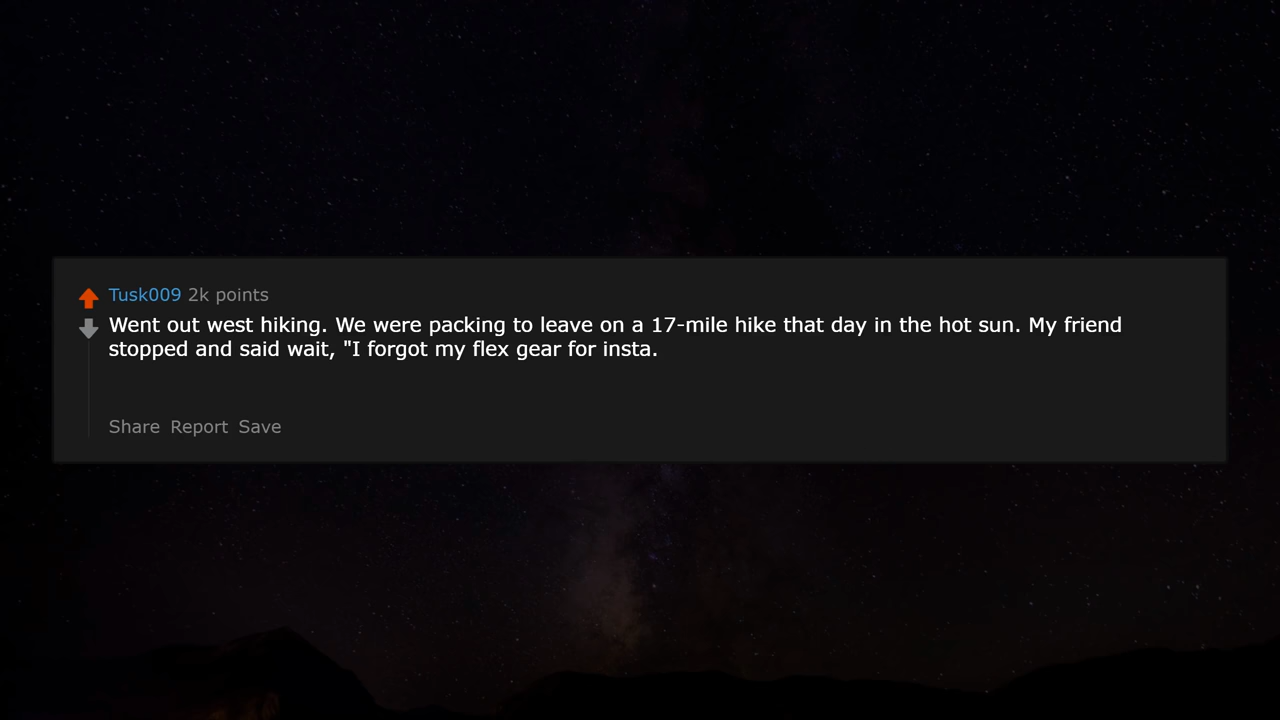 Tusk009 2k points
Went out west hiking. We were packing to leave on a 17-mile hike that day in the hot sun. My friend
stopped and said wait, "I forgot my flex gear for insta.
Share Report Save